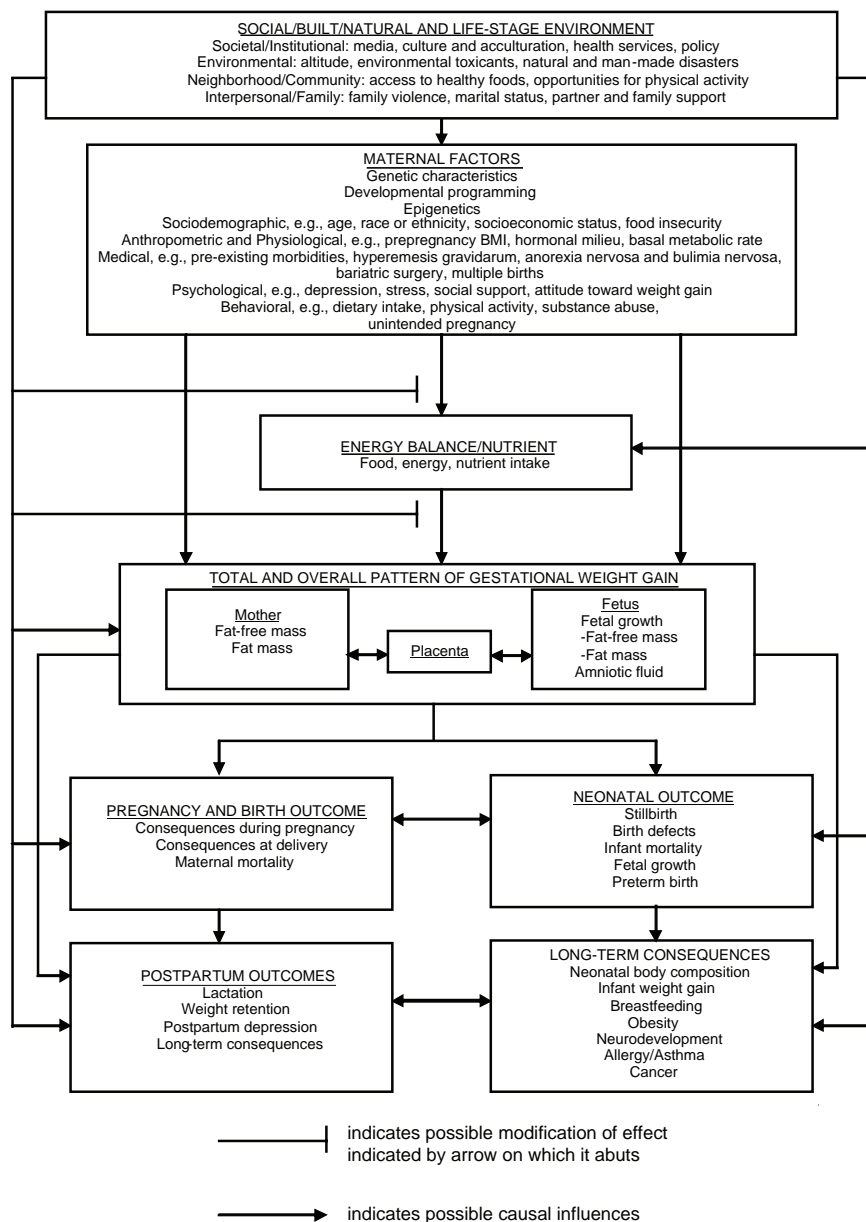 SOCIAL/BUILT/NATURAL AND LIFE-STAGE ENVIRONMENT
Societal/Institutional: media, culture and acculturation, health services, policy
Environmental: altitude, environmental toxicants, natural and man-made disasters
Neighborhood/Community: access to healthy foods, opportunities for physical activity
Interpersonal/Family: family violence, marital status, partner and family support
MATERNAL FACTORS
Genetic characteristics
Developmental programming
Epigenetics
Sociodemographic, e.g., age, race or ethnicity, socioeconomic status, food insecurity
Anthropometric and Physiological, e.g., prepregnancy BMI, hormonal milieu, basal metabolic rate
Medical, e.g., pre-existing morbidities, hyperemesis gravidarum, anorexia nervosa and bulimia nervosa,
bariatric surgery, multiple births
Psychological, e.g., depression, stress, social support, attitude toward weight gain
Behavioral, e.g., dietary intake, physical activity, substance abuse,
unintended pregnancy
ENERGY BALANCE/NUTRIENT
Food, energy, nutrient intake
TOTAL AND OVERALL PATTERN OF GESTATIONAL WEIGHT GAIN
Mother
Fat-free mass
Fat mass
Placenta
Fetus
Fetal growth
-Fat-free mass
-Fat mass
Amniotic fluid
PREGNANCY AND BIRTH OUTCOME
Consequences during pregnancy
Consequences at delivery
Maternal mortality
NEONATAL OUTCOME
Stillbirth
Birth defects
Infant mortality
Fetal growth
Preterm birth
POSTPARTUM OUTCOMES
Lactation
Weight retention
Postpartum depression
Long-term consequences
LONG-TERM CONSEQUENCES
Neonatal body composition
Infant weight gain
Breastfeeding
Obesity
Neurodevelopment
Allergy/Asthma
Cancer
indicates possible modification of effect
indicated by arrow on which it abuts
indicates possible causal influences